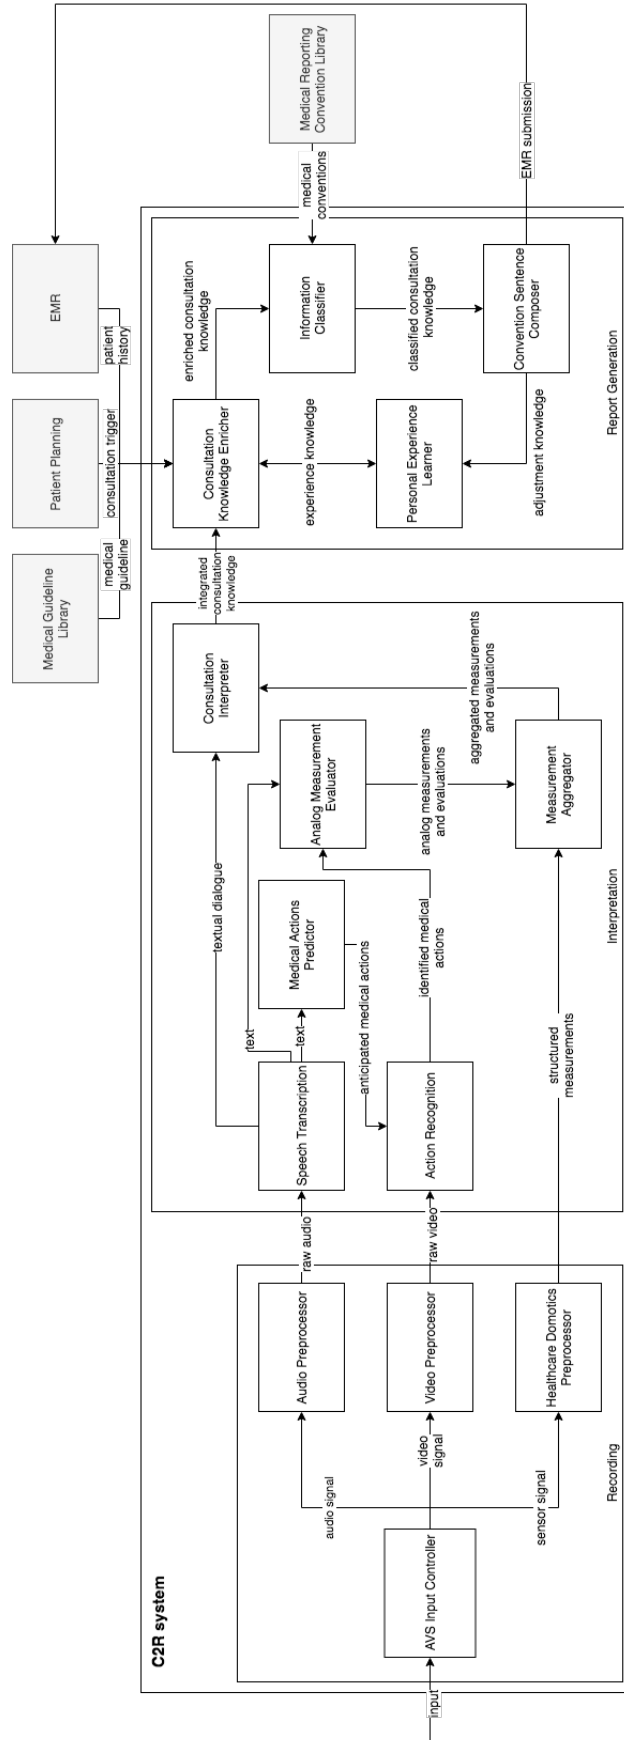 C2R system
input
AVS Input Controller
audio signal
video
signal
sensor signal
Audio Preprocessor
Video Preprocessor
Healthcare Domotics
Preprocessor
Recording
raw audio
raw video
structured
measurements
Speech Transcription
Action Recognition
text
text
textual dialogue
Medical Actions
Predictor
anticipated medical actions
identified medical
actions
Analog Measurement
Evaluator
analog measurements
and evaluations
Measurement
Aggregator
aggregated measurements
and evaluations
Consultation
Interpreter
Interpretation
integrated
consultation
knowledge
Medical Guideline
Library
medical
guideline
Patient Planning
consultation trigger
EMR
patient
history
Consultation
Knowledge Enricher
enriched consultation
knowledge
experience knowledge
Personal Experience
Learner
adjustment knowledge
Information
Classifier
classified consultation
knowledge
Convention Sentence
Composer
Report Generation
medical
conventions
Medical Reporting
Convention Library
EMR submission